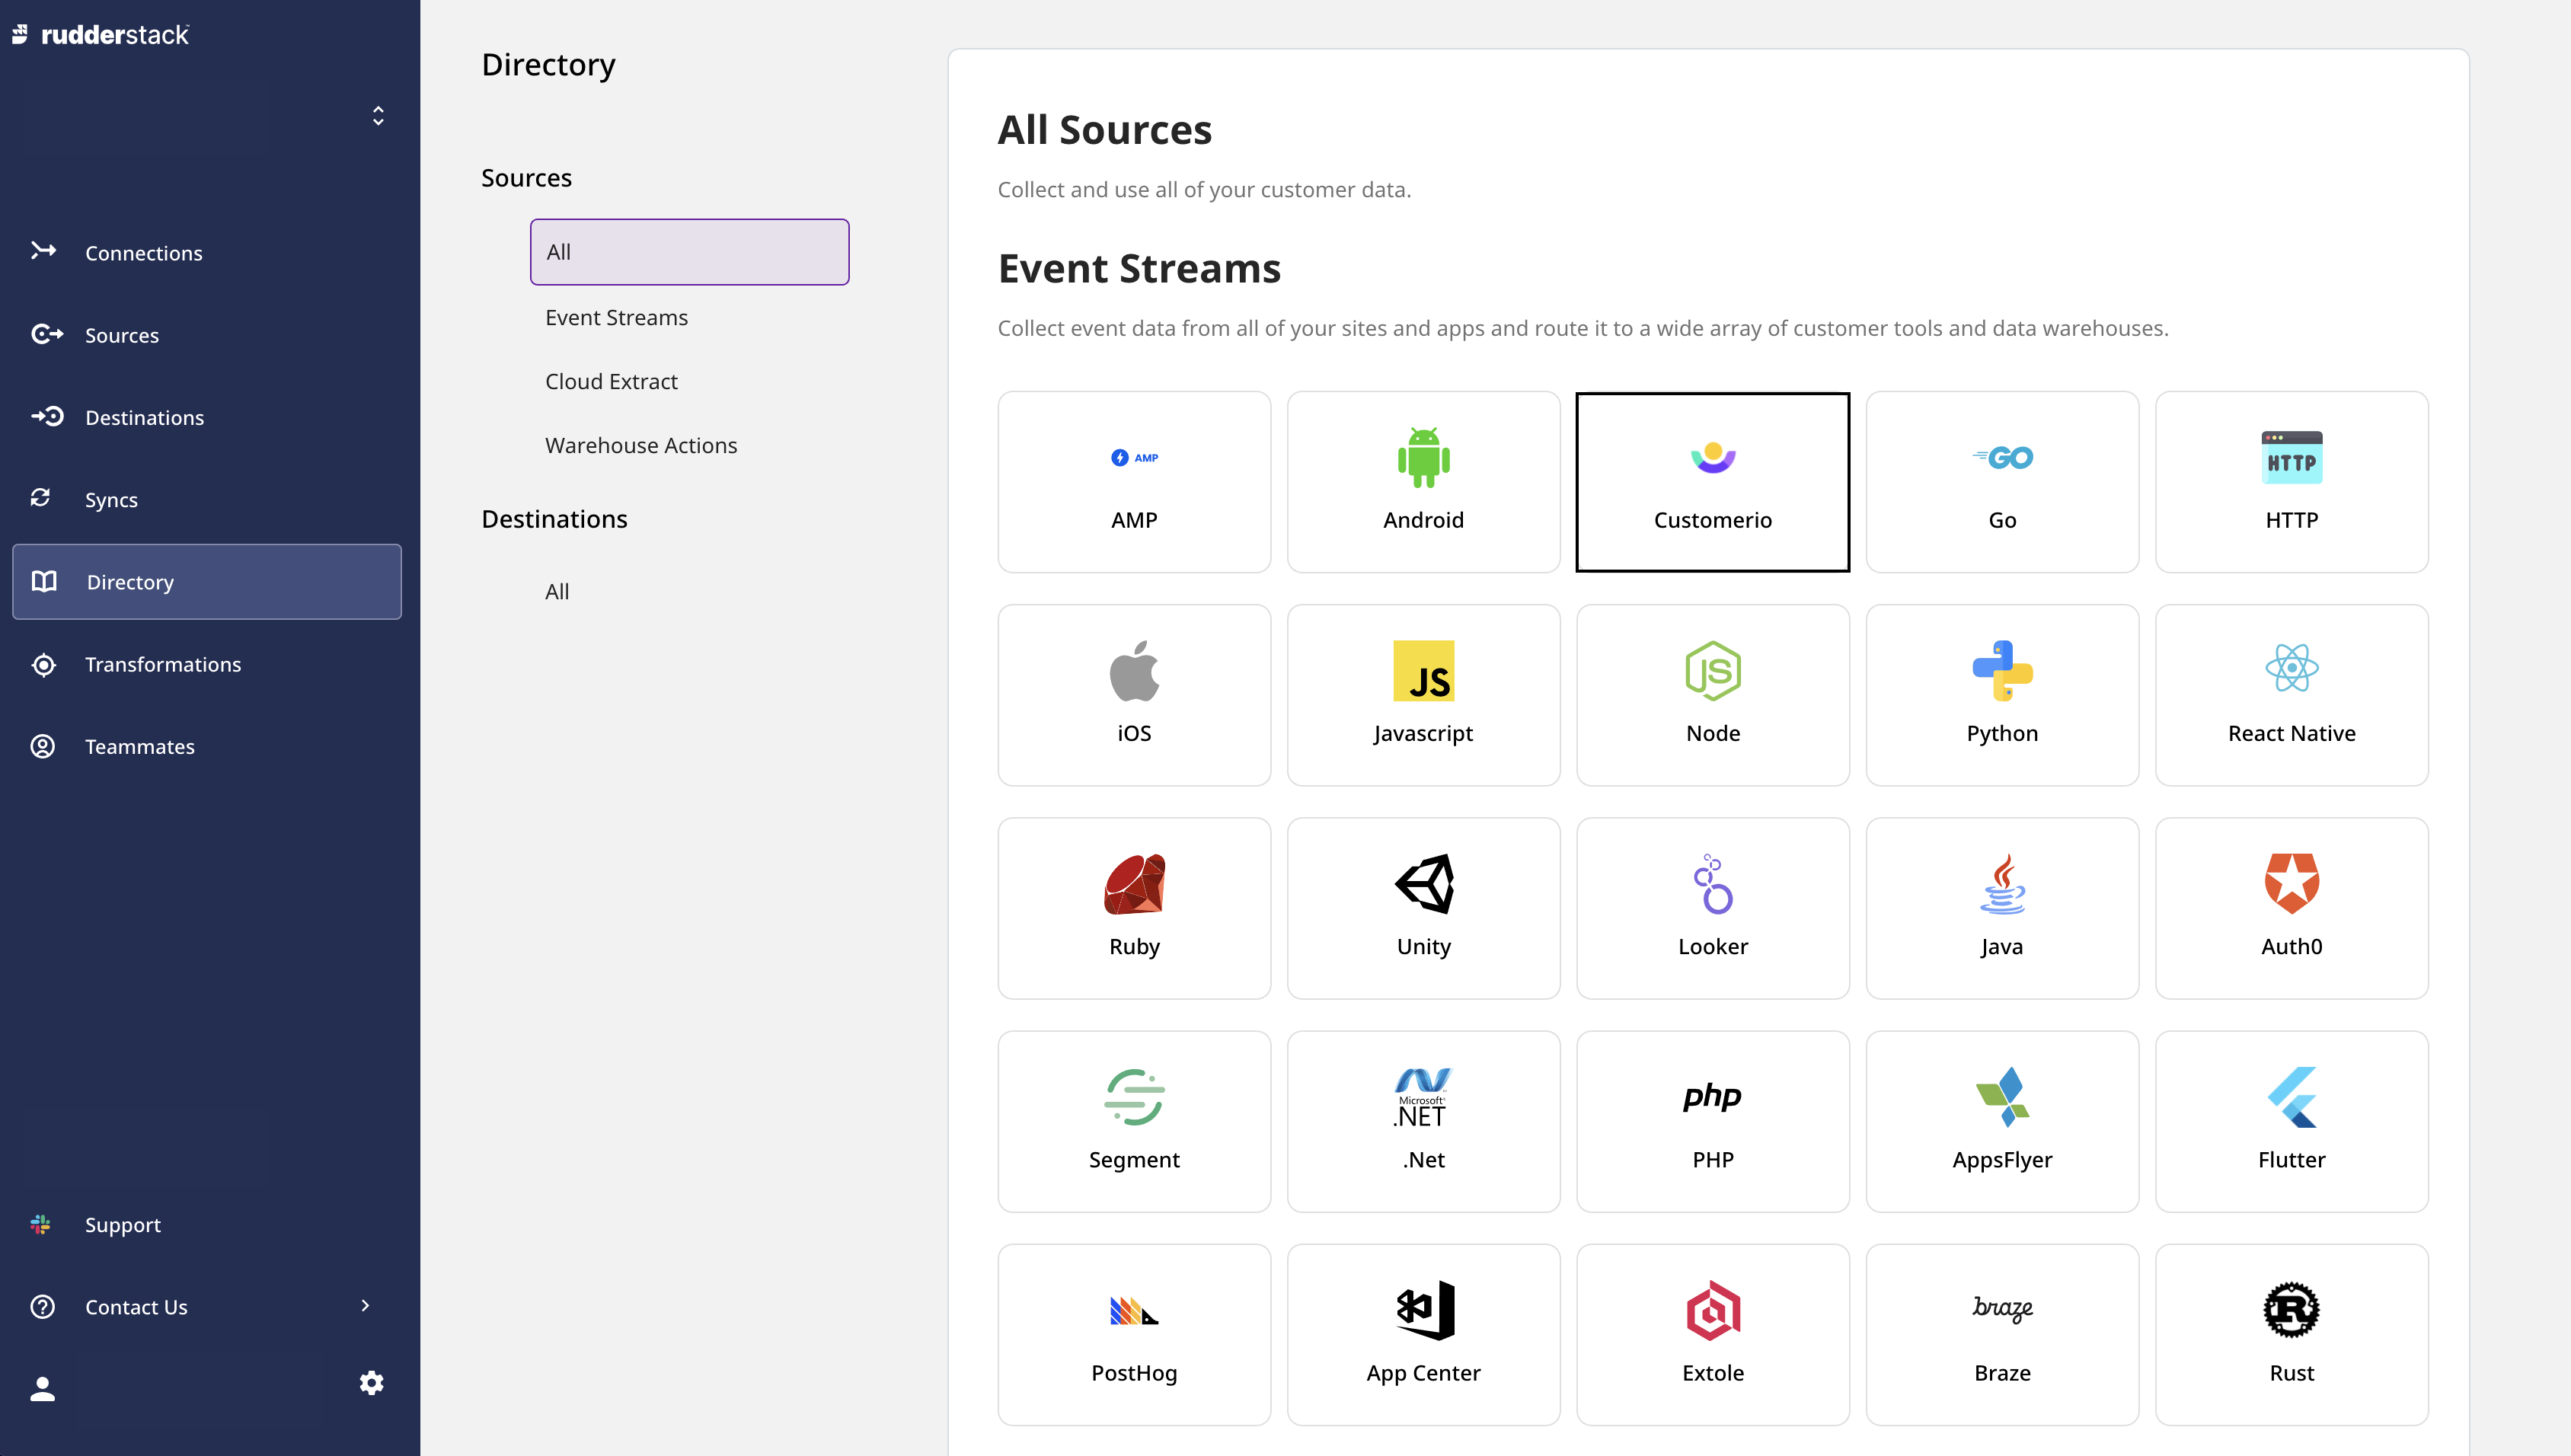 rudderstack
Connections
Sources
Destinations
Syncs
Directory
Transformations
Teammates
Support
Contact Us
Directory
Sources
All
Event Streams
Cloud Extract
Warehouse Actions
Destinations
All
All Sources
Collect and use all of your customer data.
Event Streams
Collect event data from all of your sites and apps and route it to a wide array of customer tools and data warehouses.
AMP
AMP
Android
Customerio
GO
Go
HTTP
HTTP
iOS
JS
Javascript
JS
Node
Python
React Native
Ruby
Unity
Looker
Java
Auth0
Segment
Microsoft
.NET
.Net
php
PHP
AppsFlyer
Flutter
PostHog
App Center
Extole
braze
Braze
R
Rust